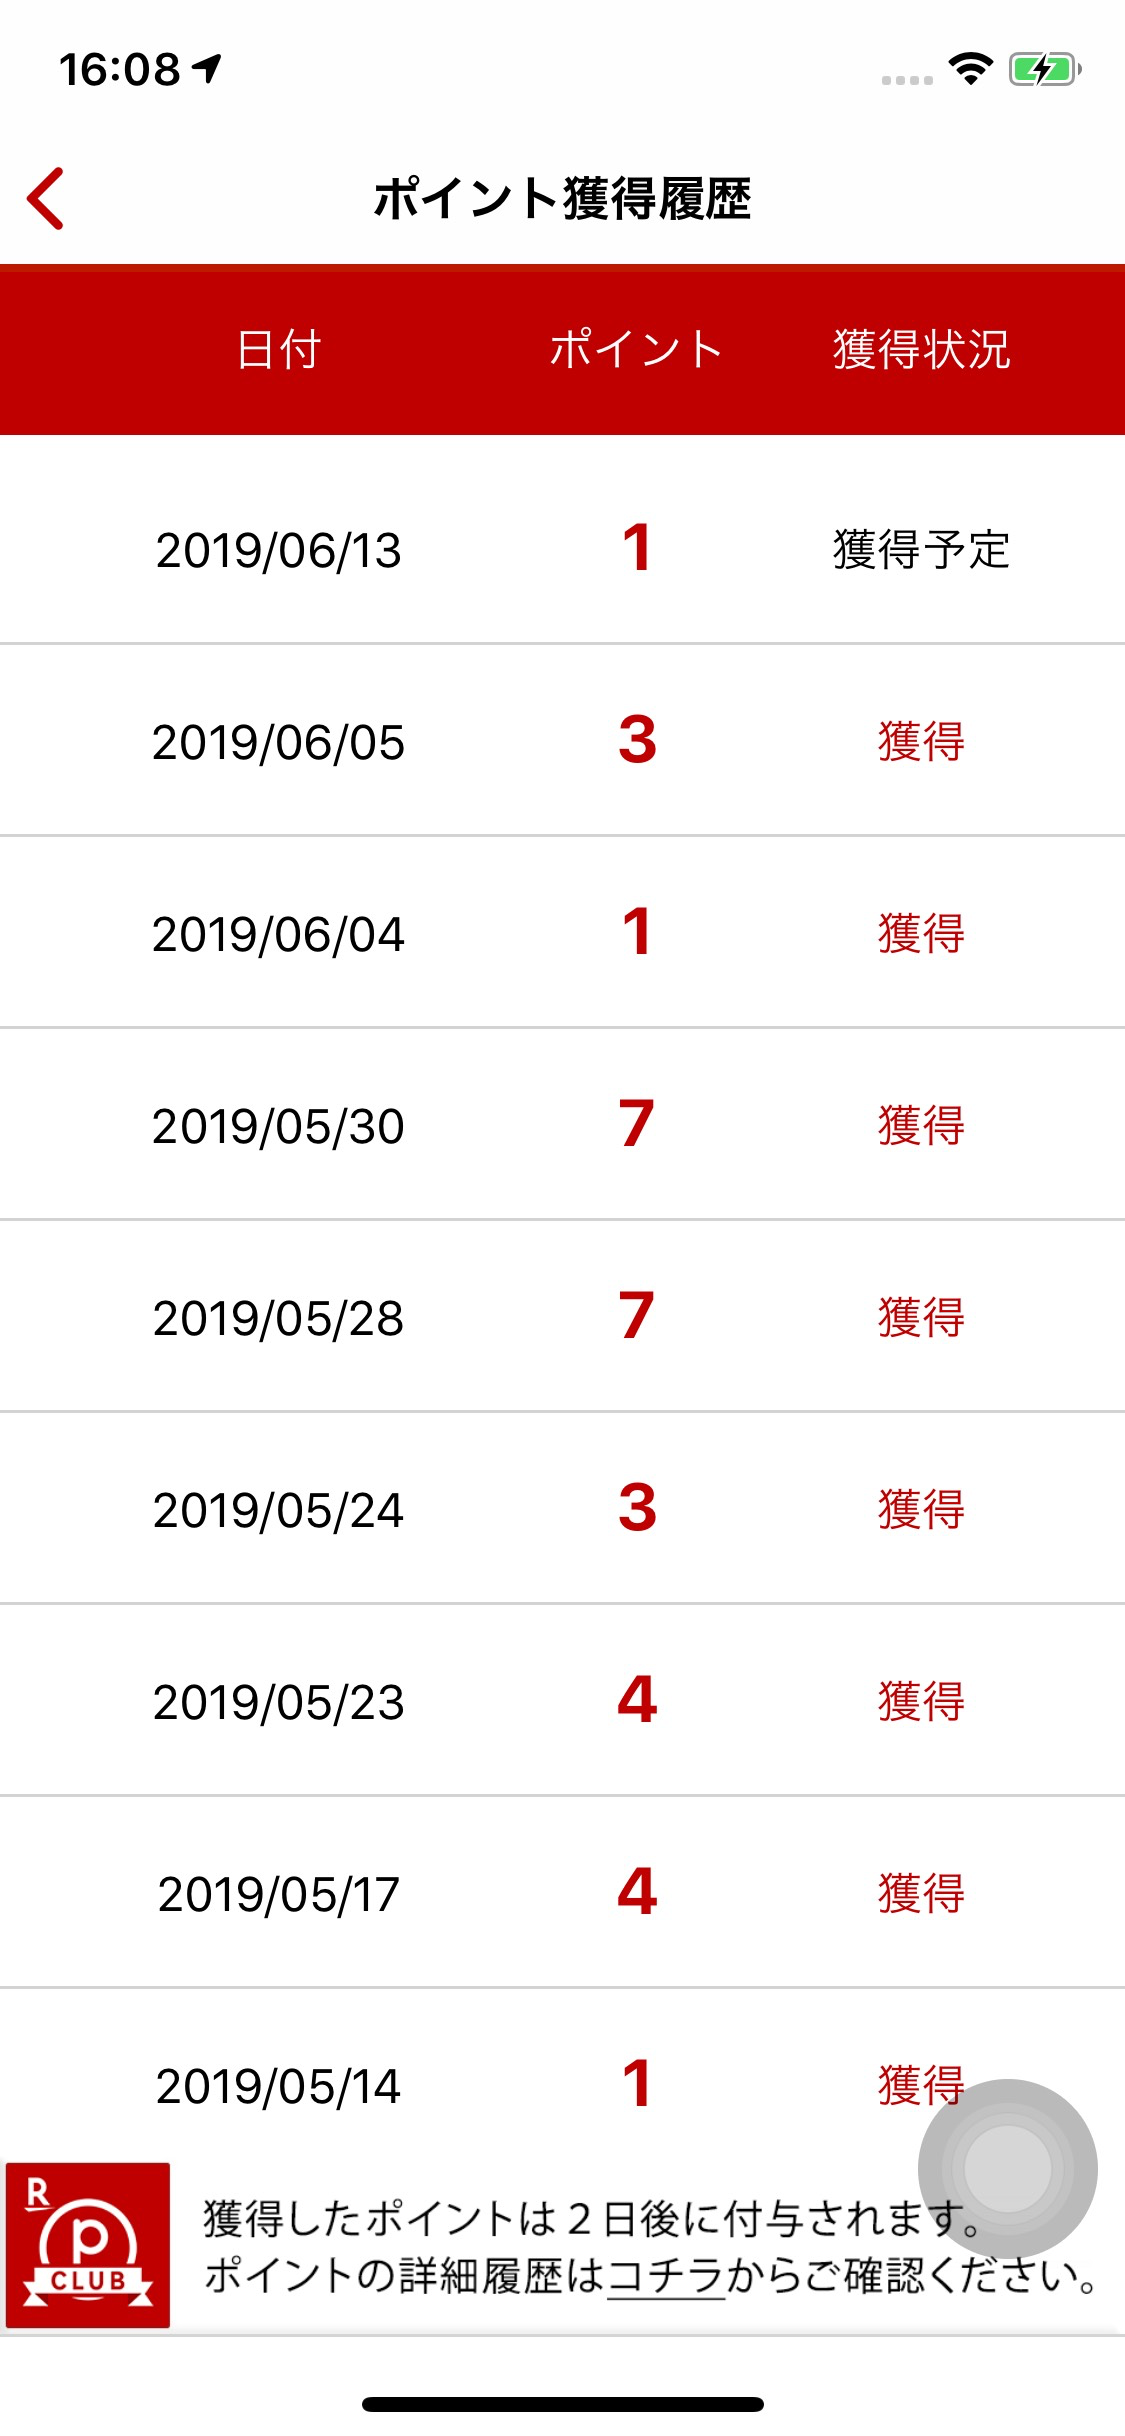 16:08
ポイント獲得履歴
日付 ポイント 獲得状況
2019/06/13 1 獲得予定
2019/06/05 3 獲得
2019/06/04 1 獲得
2019/05/30 7 獲得
2019/05/28 7 獲得
2019/05/24 3 獲得
2019/05/23 4 獲得
2019/05/17 4 獲得
2019/05/14 1 獲得
R
p
CLUB
獲得したポイントは2日後に付与されます。
ポイントの詳細履歴はコチラからご確認ください。